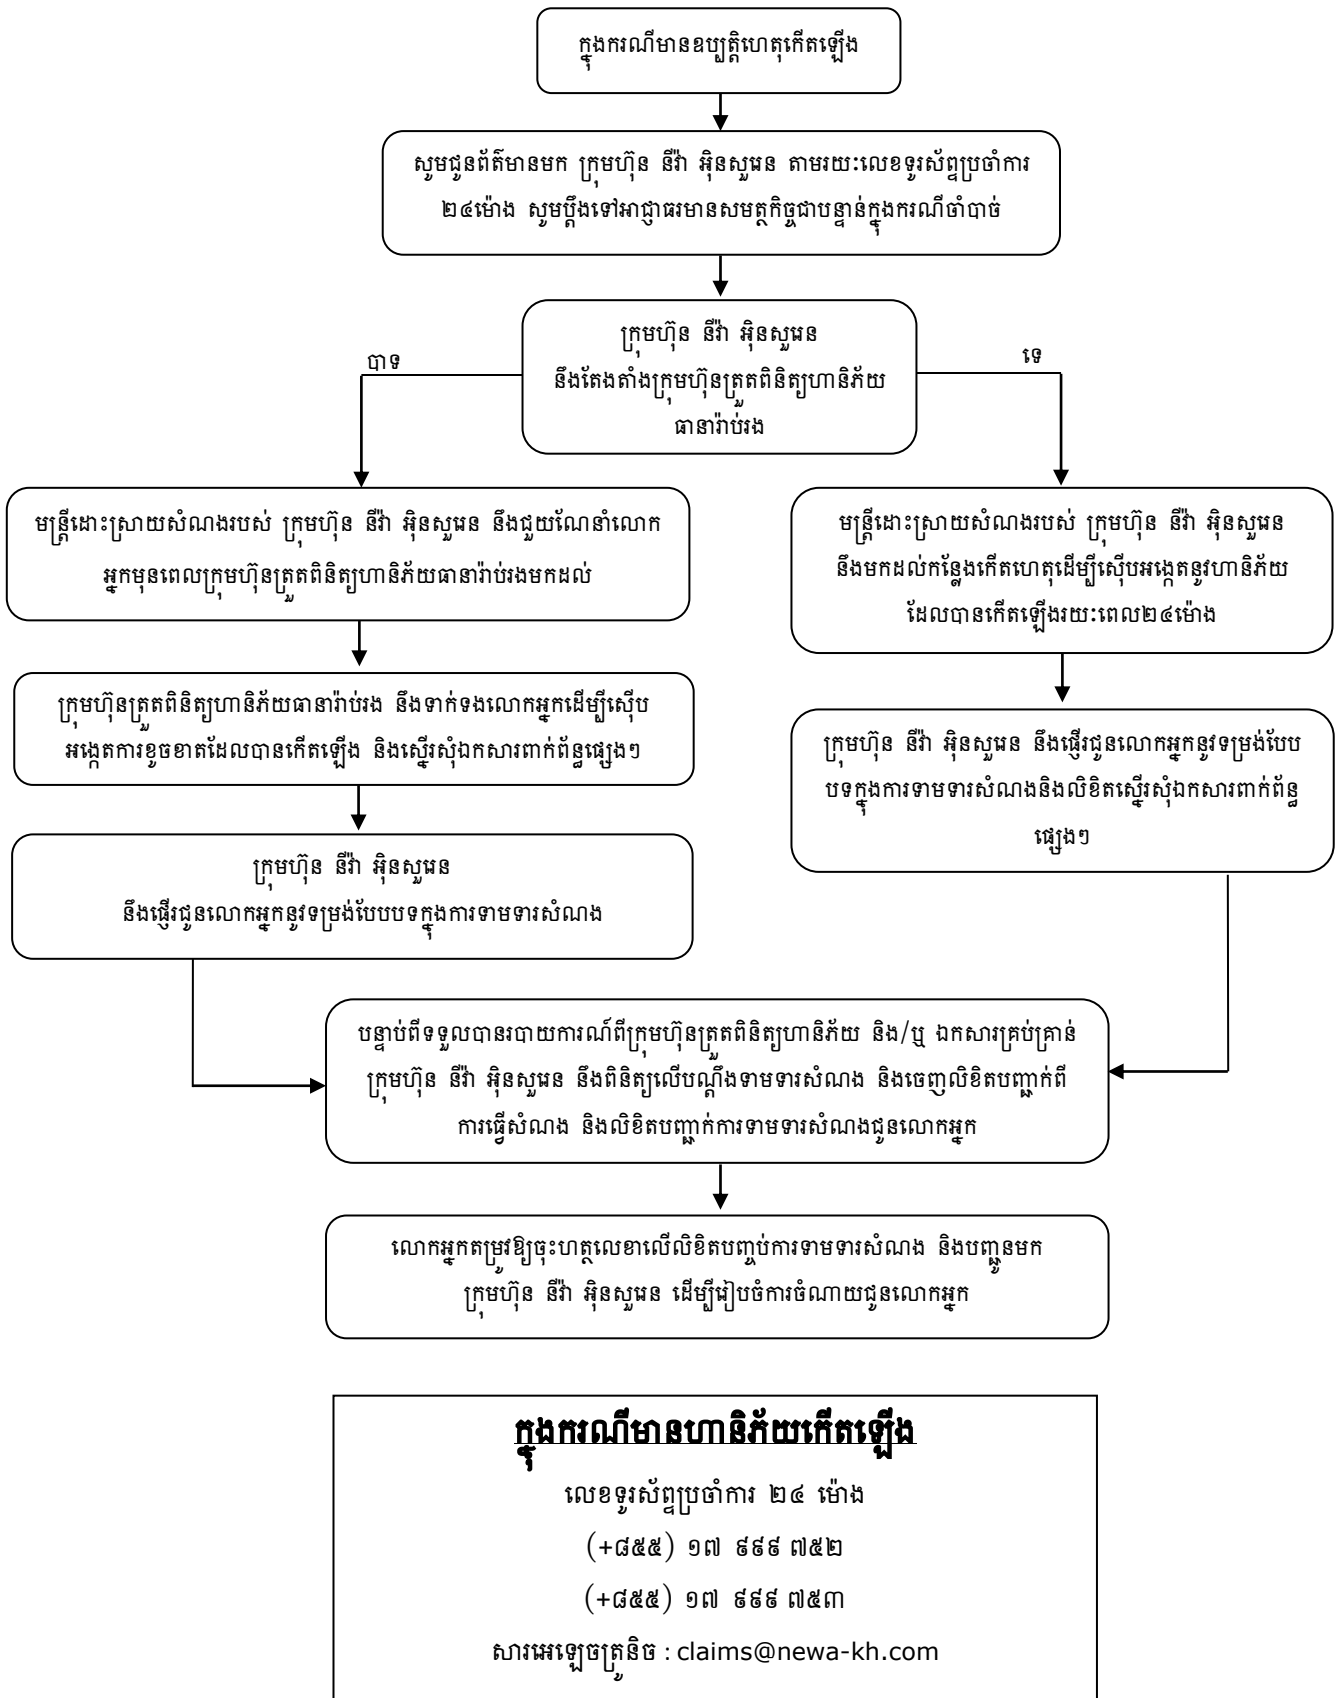 ក្នុងករណីមានឧប្បត្តិហេតុកើតឡើង
សូមជូនព័ត៌មានមក ក្រុមហ៊ុន នីវ៉ា អ៊ិនសួរេន តាមរយៈលេខទូរស័ព្ទប្រចាំការ
២៤ម៉ោង សូមប្តឹងទៅអាជ្ញាធរមានសមត្ថកិច្ចជាបន្ទាន់ក្នុងករណីចាំបាច់
ក្រុមហ៊ុន នីវ៉ា អ៊ិនសួរេន
នឹងតែងតាំងក្រុមហ៊ុនត្រួតពិនិត្យហានិភ័យ
ធានារ៉ាប់រង
បាទ
ទេ
មន្ត្រីដោះស្រាយសំណងរបស់ ក្រុមហ៊ុន នីវ៉ា អ៊ិនសួរេន នឹងជួយណែនាំលោក
អ្នកមុនពេលក្រុមហ៊ុនត្រួតពិនិត្យហានិភ័យធានារ៉ាប់រងមកដល់
ក្រុមហ៊ុនត្រួតពិនិត្យហានិភ័យធានារ៉ាប់រង នឹងទាក់ទងលោកអ្នកដើម្បីស៊ើប
អង្កេតការខូចខាតដែលបានកើតឡើង និងស្នើរសុំឯកសារពាក់ព័ន្ធផ្សេងៗ
ក្រុមហ៊ុន នីវ៉ា អ៊ិនសួរេន
នឹងផ្ញើរជូនលោកអ្នកនូវទម្រង់បែបបទក្នុងការទាមទារសំណង
មន្ត្រីដោះស្រាយសំណងរបស់ ក្រុមហ៊ុន នីវ៉ា អ៊ិនសួរេន
នឹងមកដល់កន្លែងកើតហេតុដើម្បីស៊ើបអង្កេតនូវហានិភ័យ
ដែលបានកើតឡើងរយៈពេល២៤ម៉ោង
ក្រុមហ៊ុន នីវ៉ា អ៊ិនសួរេន នឹងផ្ញើរជូនលោកអ្នកនូវទម្រង់បែប
បទក្នុងការទាមទារសំណងនិងលិខិតស្នើរសុំឯកសារពាក់ព័ន្ធ
ផ្សេងៗ
បន្ទាប់ពីទទួលបានរបាយការណ៍ពីក្រុមហ៊ុនត្រួតពិនិត្យហានិភ័យ និង/ឬ ឯកសារគ្រប់គ្រាន់
ក្រុមហ៊ុន នីវ៉ា អ៊ិនសួរេន នឹងពិនិត្យលើបណ្តឹងទាមទារសំណង និងចេញលិខិតបញ្ជាក់ពី
ការធ្វើសំណង និងលិខិតបញ្ជាក់ការទាមទារសំណងជូនលោកអ្នក
លោកអ្នកតម្រូវឱ្យចុះហត្ថលេខាលើលិខិតបញ្ចប់ការទាមទារសំណង និងបញ្ជូនមក
ក្រុមហ៊ុន នីវ៉ា អ៊ិនសួរេន ដើម្បីរៀបចំការចំណាយជូនលោកអ្នក
ក្នុងករណីមានហានិភ័យកើតឡើង
លេខទូរស័ព្ទប្រចាំការ ២៤ ម៉ោង
(+៨៥៥) ១៧ ៩៩៩ ៧៥២
(+៨៥៥) ១៧ ៩៩៩ ៧៥៣
សារអេឡេចត្រូនិច : claims@newa-kh.com